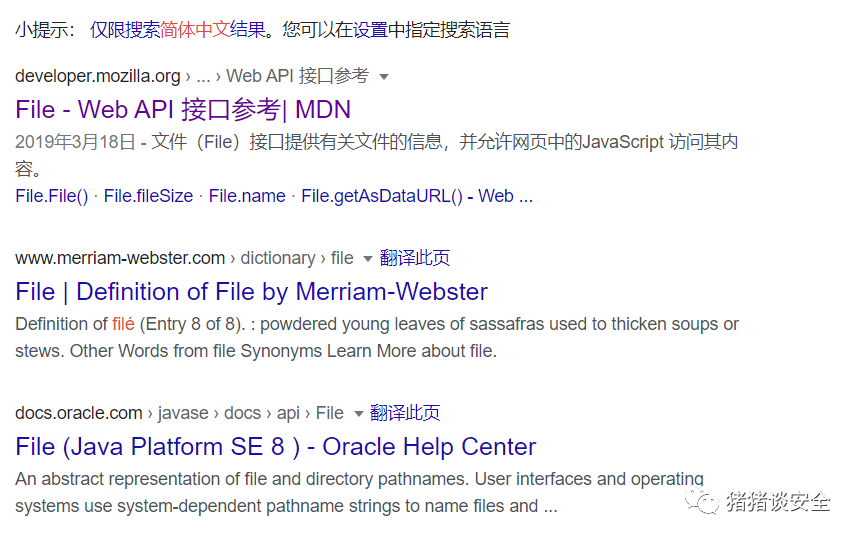 小提示： 仅限搜索简体中文结果。您可以在设置中指定搜索语言
developer.mozilla.org › ... › Web API 接口参考
File - Web API 接口参考| MDN
2019年3月18日 - 文件（File）接口提供有关文件的信息，并允许网页中的JavaScript 访问其内
容。
File.File() · File.fileSize · File.name · File.getAsDataURL() - Web ...
www.merriam-webster.com › dictionary › file 翻译此页
File | Definition of File by Merriam-Webster
Definition of filé (Entry 8 of 8). : powdered young leaves of sassafras used to thicken soups or
stews. Other Words from file Synonyms Learn More about file.
docs.oracle.com › javase › docs › api › File 翻译此页
File (Java Platform SE 8 ) - Oracle Help Center
An abstract representation of file and directory pathnames. User interfaces and operating
systems use system-dependent pathname strings to name files and ...
猪猪谈安全